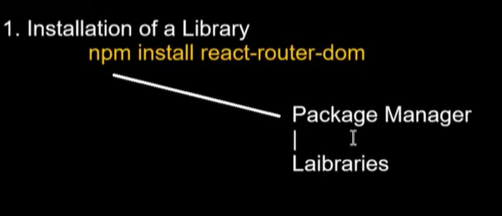 1. Installation of a Library
npm install react-router-dom
Package Manager
|
Laibraries